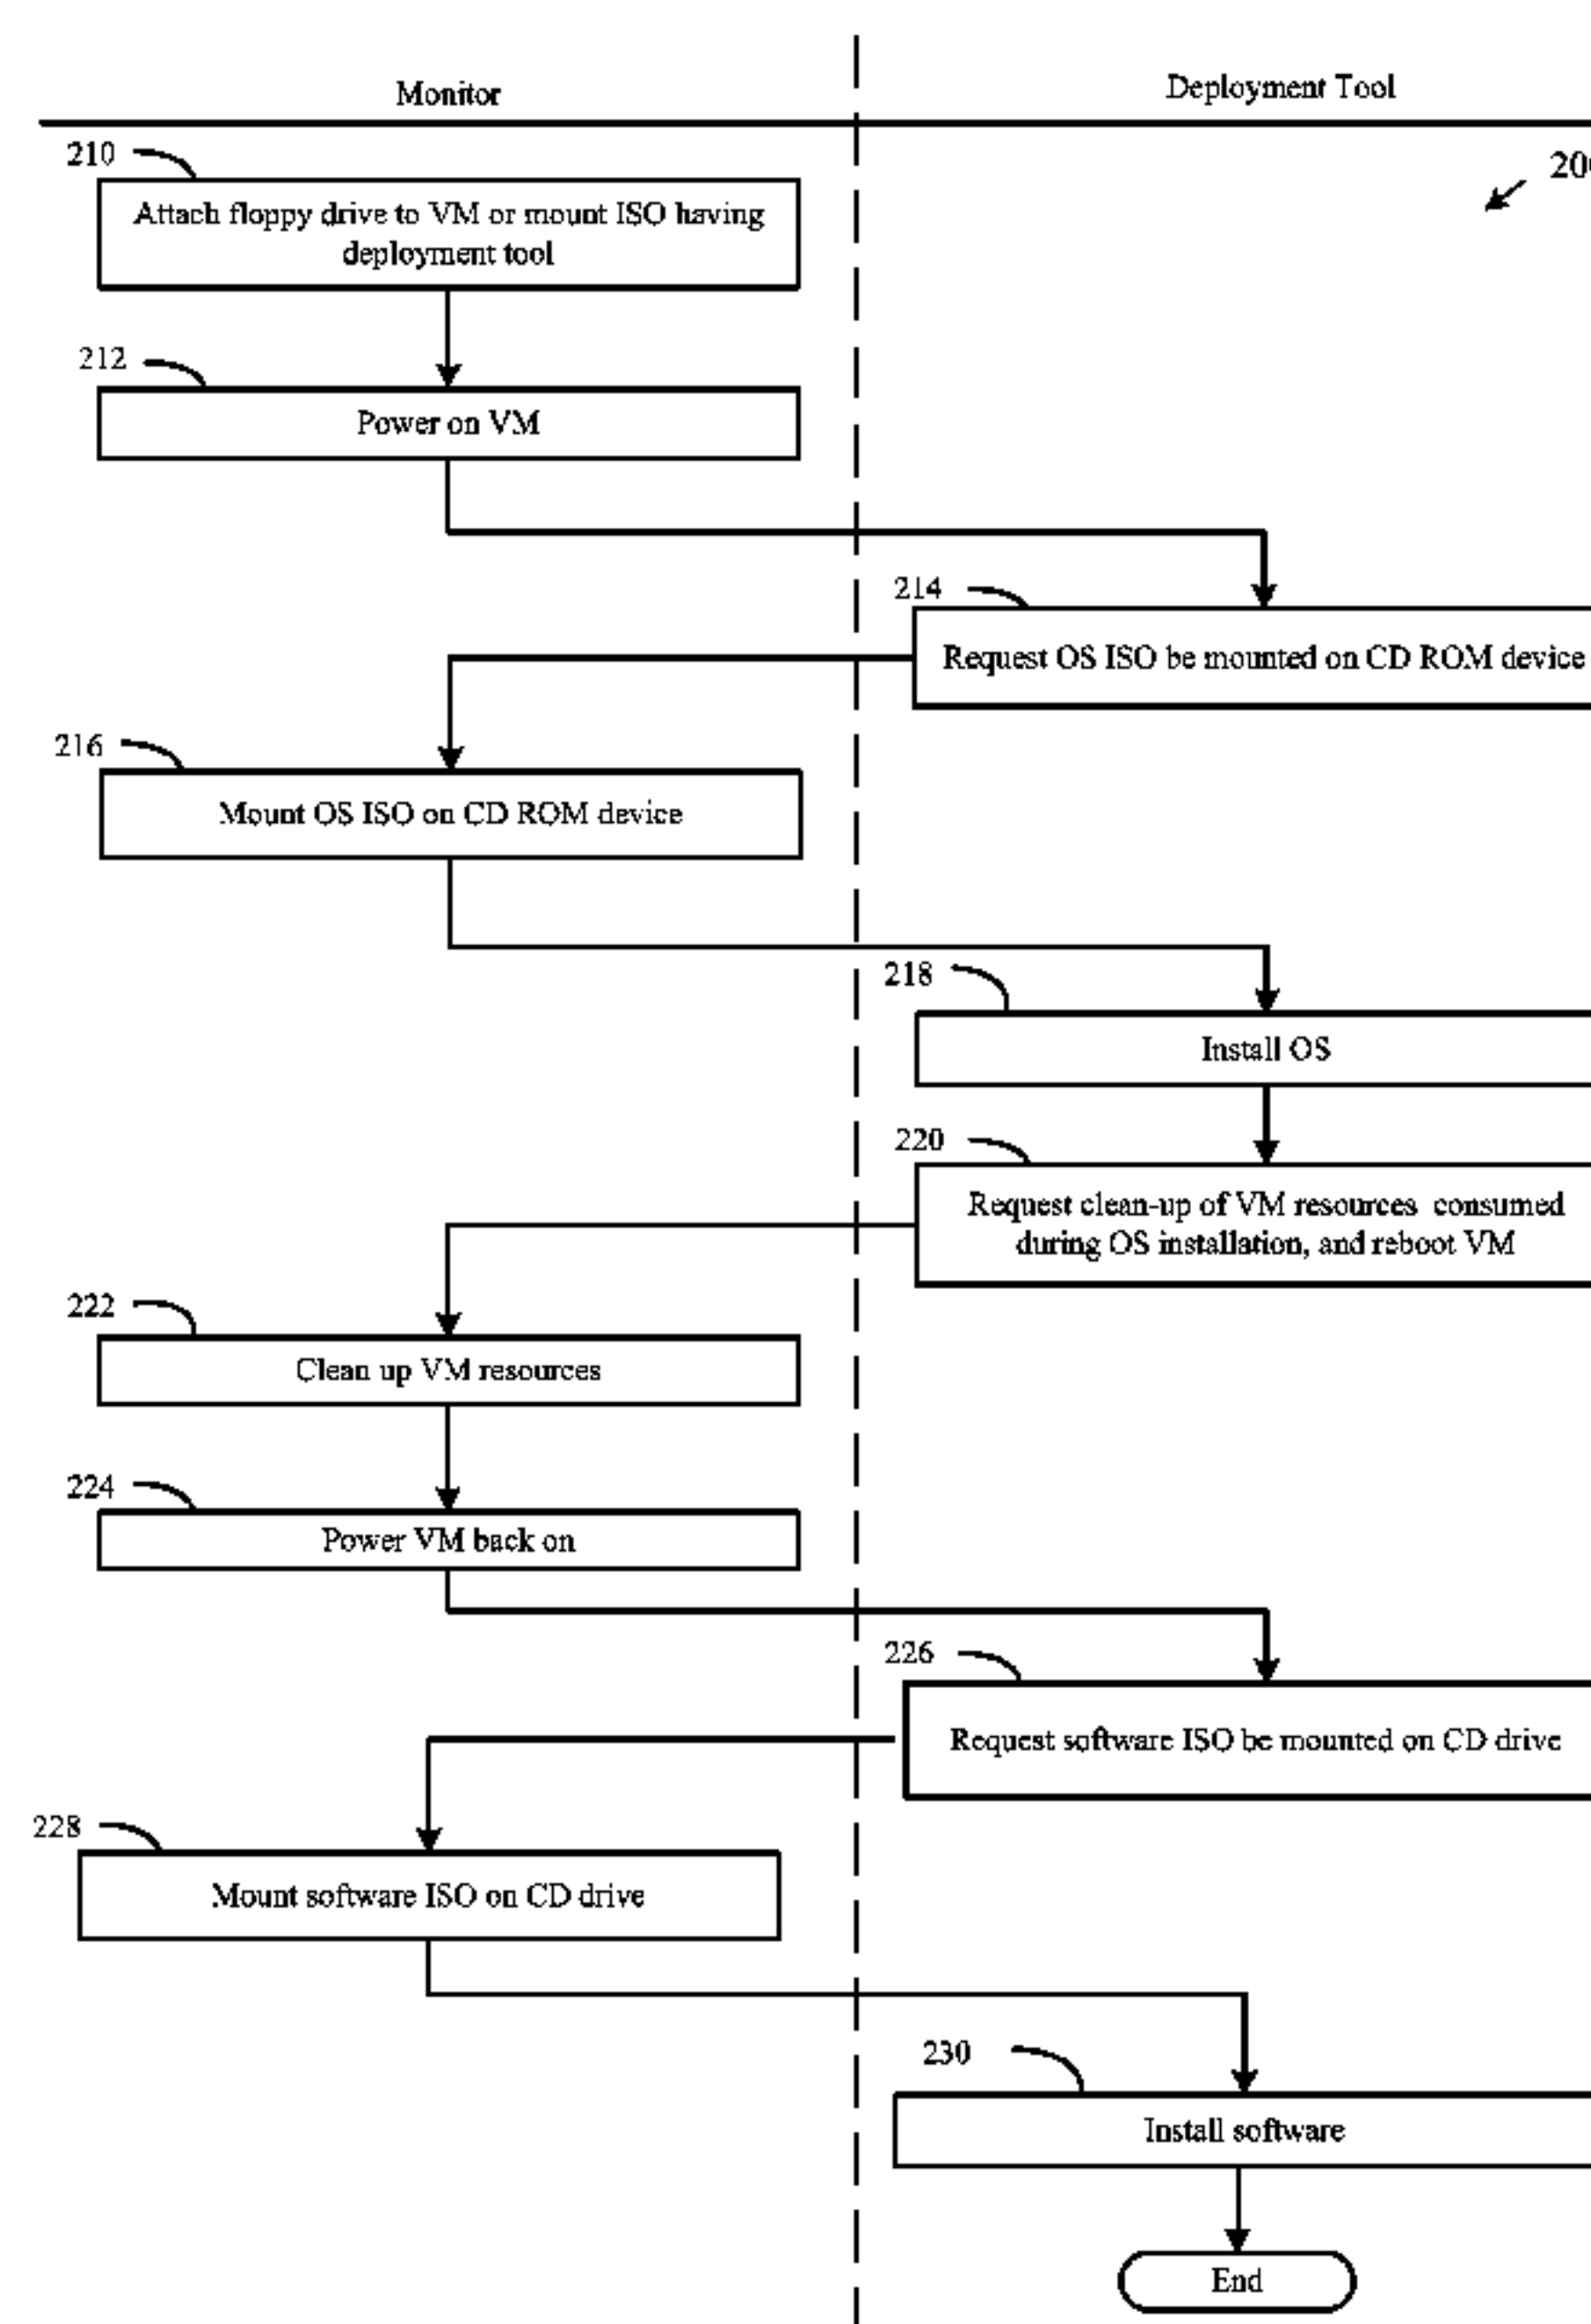 Monitor
Deployment Tool
210
Attach floppy drive to VM or mount ISO having
deployment tool
212
Power on VM
214
Request OS ISO be mounted on CD ROM device
216
Mount OS ISO on CD ROM device
218
Install OS
220
Request clean-up of VM resources consumed
during OS installation, and reboot VM
222
Clean up VM resources
224
Power VM back on
226
Request software ISO be mounted on CD drive
228
Mount software ISO on CD drive
230
Install software
End